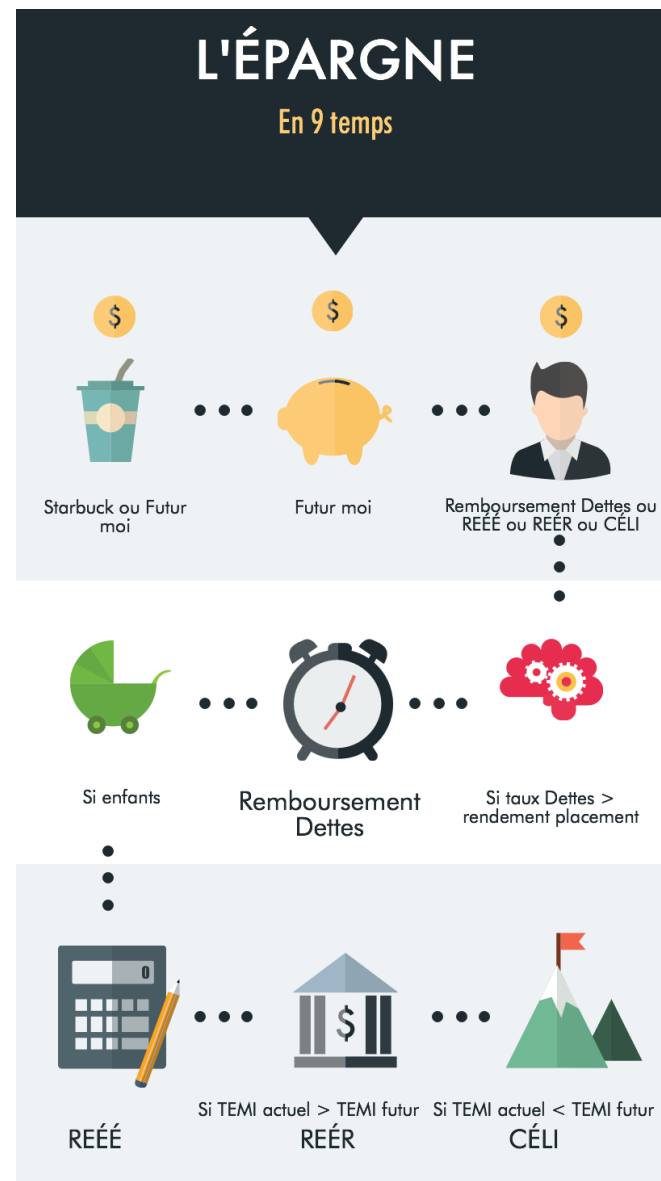 L'ÉPARGNE
En 9 temps
$
$
$
Starbuck ou Futur
moi
Futur moi
Remboursement Dettes ou
REÉÉ ou REÉR ou CÉLI
Si enfants
Remboursement
Dettes
Si taux Dettes >
rendement placement
0
$
REÉÉ
Si TEMI actuel > TEMI futur
REÉR
Si TEMI actuel < TEMI futur
CÉLI